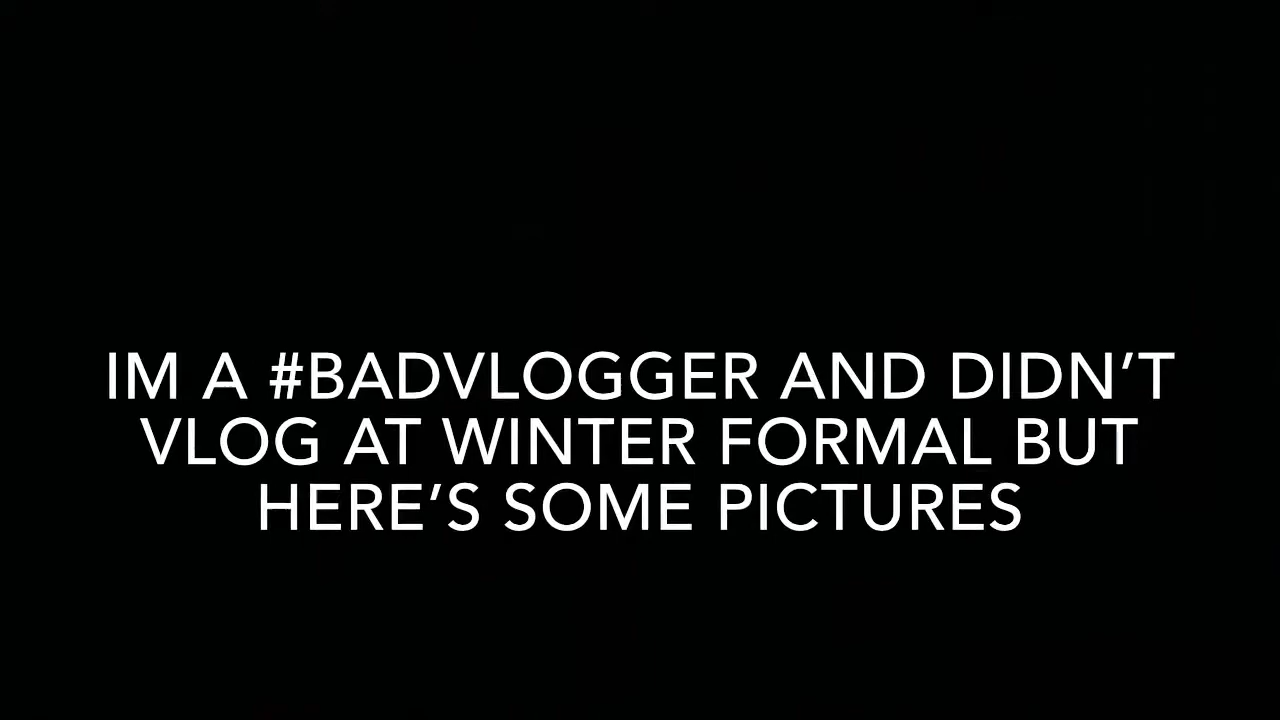 IM A #BADVLOGGER AND DIDN’T
VLOG AT WINTER FORMAL BUT
HERE’S SOME PICTURES